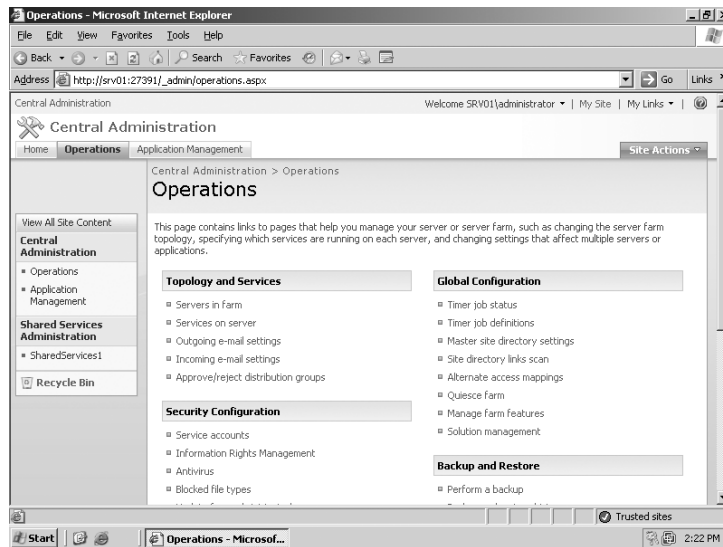 Operations - Microsoft Internet Explorer
File Edit View Favorites Tools Help
Back Search Favorites
Address http://srv01:27391/_admin/operations.aspx Go Links
Central Administration Welcome SRV01\administrator | My Site | My Links |
Central Administration
Home Operations Application Management Site Actions
Central Administration > Operations
Operations
View All Site Content
Central
Administration
Operations
Application
Management
Shared Services
Administration
SharedServices1
Recycle Bin
This page contains links to pages that help you manage your server or server farm, such as changing the server farm
topology, specifying which services are running on each server, and changing settings that affect multiple servers or
applications.
Topology and Services
Servers in farm
Services on server
Outgoing e-mail settings
Incoming e-mail settings
Approve/reject distribution groups
Security Configuration
Service accounts
Information Rights Management
Antivirus
Blocked file types
Global Configuration
Timer job status
Timer job definitions
Master site directory settings
Site directory links scan
Alternate access mappings
Quiesce farm
Manage farm features
Solution management
Backup and Restore
Perform a backup
Trusted sites
Start Operations - Microsof... 2:22 PM